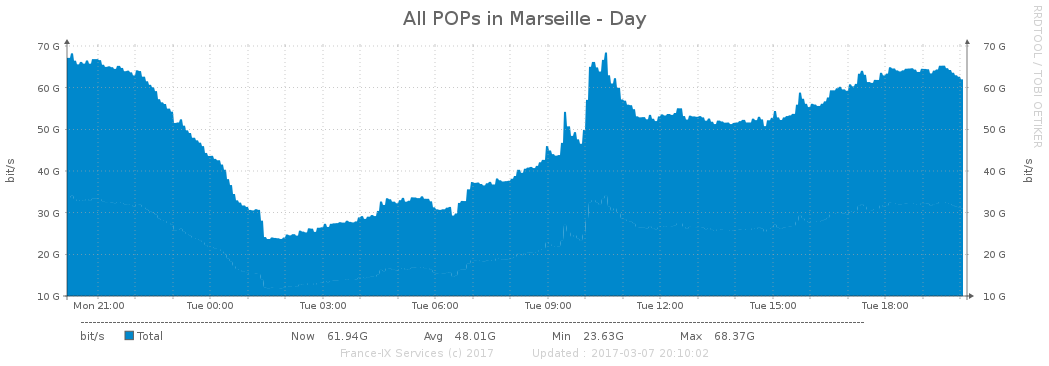 All POPs in Marseille - Day
RRDTOOL / TOBI OETIKER
bit/s
70 G 70 G
60 G 60 G
50 G 50 G
40 G 40 G
30 G 30 G
20 G 20 G
10 G 10 G
bit/s
Mon 21:00 Tue 00:00 Tue 03:00 Tue 06:00 Tue 09:00 Tue 12:00 Tue 15:00 Tue 18:00
bit/s Total Now 61.94G Avg 48.01G Min 23.63G Max 68.37G
France-IX Services (c) 2017 Updated : 2017-03-07 20:10:02